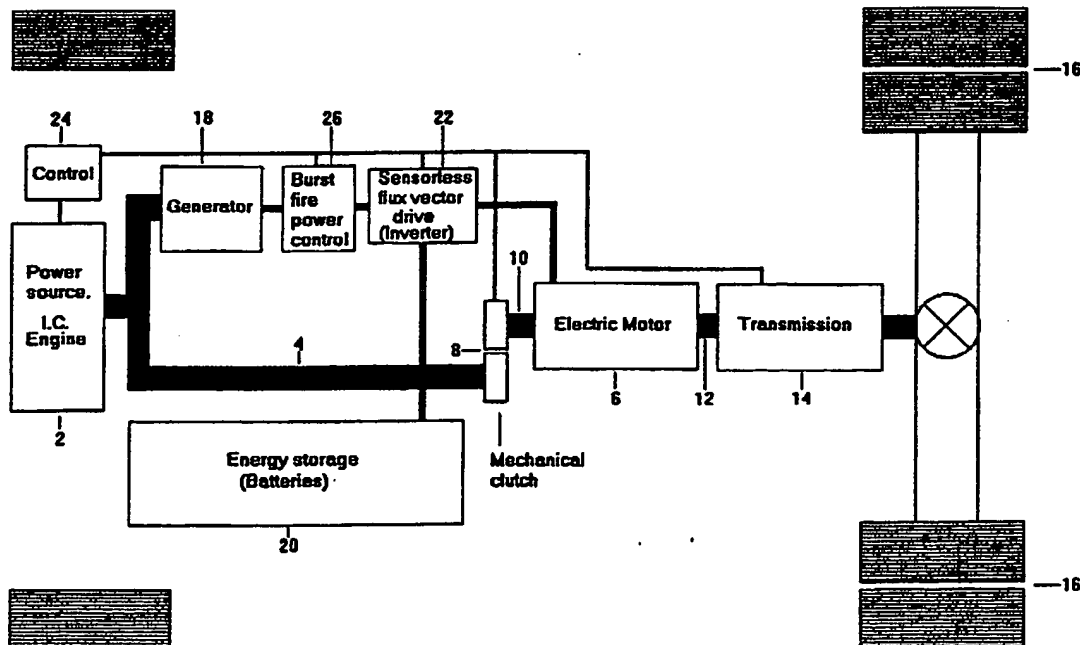 16
24
18
26
22
Control
Generator
Burst
fire
power
control
Sensorless
flux vector
drive
(Inverter)
Power
source.
I.C.
Engine
10
4
8
Electric Motor
Transmission
2
6
12
14
Energy storage
(Batteries)
Mechanical
clutch
20
16